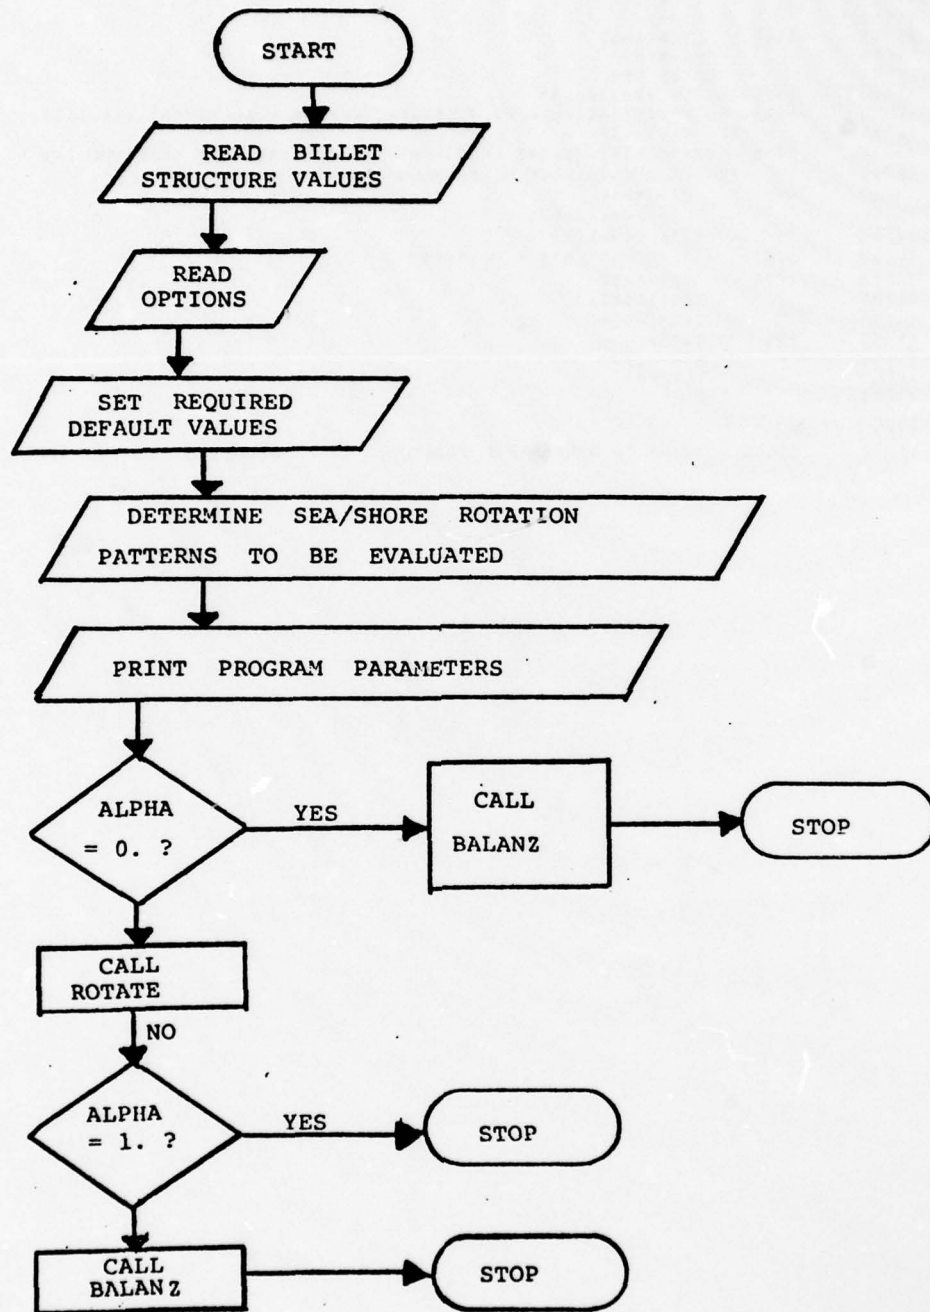 START
READ BILLET
STRUCTURE VALUES
READ
OPTIONS
SET REQUIRED
DEFAULT VALUES
DETERMINE SEA/SHORE ROTATION
PATTERNS TO BE EVALUATED
PRINT PROGRAM PARAMETERS
ALPHA
= 0. ?
YES
CALL
BALANZ
STOP
CALL
ROTATE
NO
ALPHA
= 1. ?
YES
STOP
CALL
BALANZ
STOP